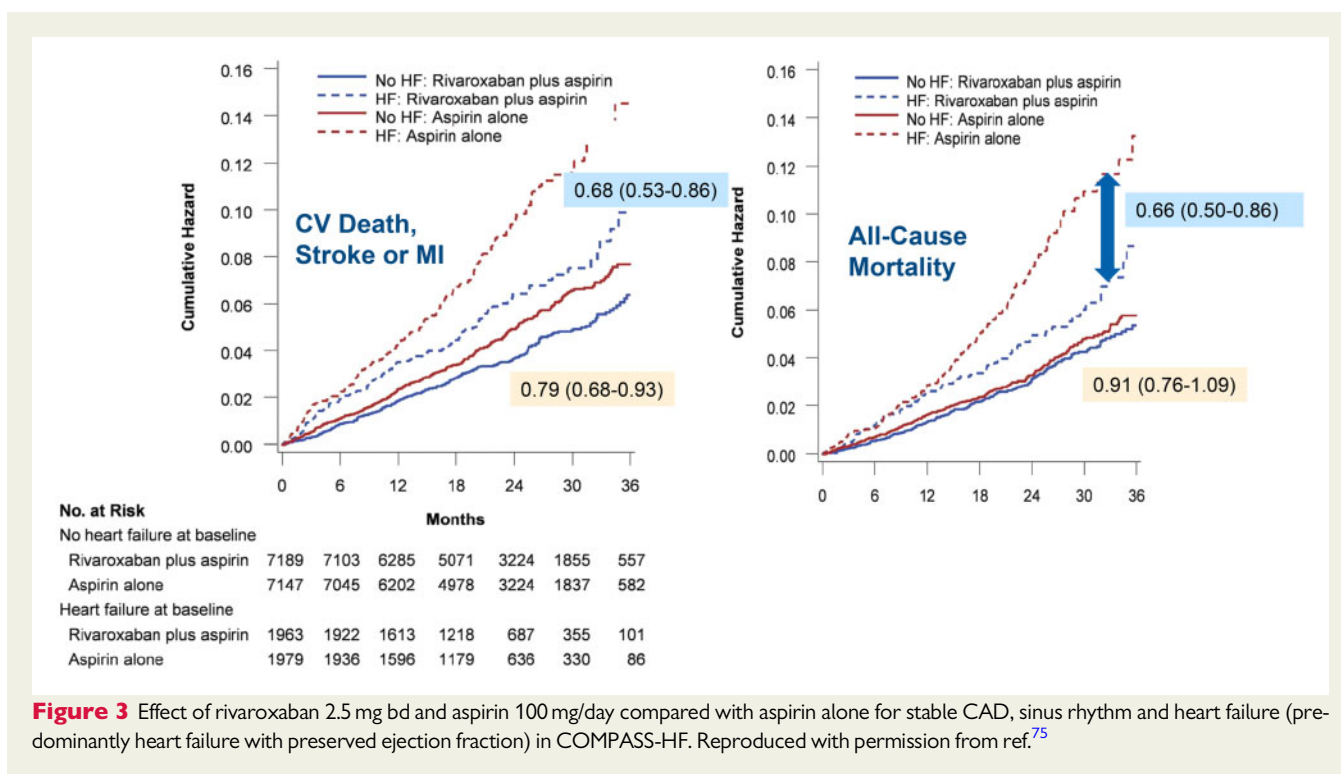 0.16
0.14
0.12
0.10
0.08
0.06
0.04
0.02
0.00
Cumulative Hazard
No HF: Rivaroxaban plus aspirin
HF: Rivaroxaban plus aspirin
No HF: Aspirin alone
HF: Aspirin alone
CV Death,
Stroke or MI
0.68 (0.53-0.86)
0.79 (0.68-0.93)
0 6 12 18 24 30 36
Months
0.16
0.14
0.12
0.10
0.08
0.06
0.04
0.02
0.00
Cumulative Hazard
No HF: Rivaroxaban plus aspirin
HF: Rivaroxaban plus aspirin
No HF: Aspirin alone
HF: Aspirin alone
All-Cause
Mortality
0.66 (0.50-0.86)
0.91 (0.76-1.09)
0 6 12 18 24 30 36
No. at Risk
No heart failure at baseline
Rivaroxaban plus aspirin 7189 7103 6285 5071 3224 1855 557
Aspirin alone 7147 7045 6202 4978 3224 1837 582
Heart failure at baseline
Rivaroxaban plus aspirin 1963 1922 1613 1218 687 355 101
Aspirin alone 1979 1936 1596 1179 636 330 86
Figure 3 Effect of rivaroxaban 2.5 mg bd and aspirin 100 mg/day compared with aspirin alone for stable CAD, sinus rhythm and heart failure (pre-
dominantly heart failure with preserved ejection fraction) in COMPASS-HF. Reproduced with permission from ref.75